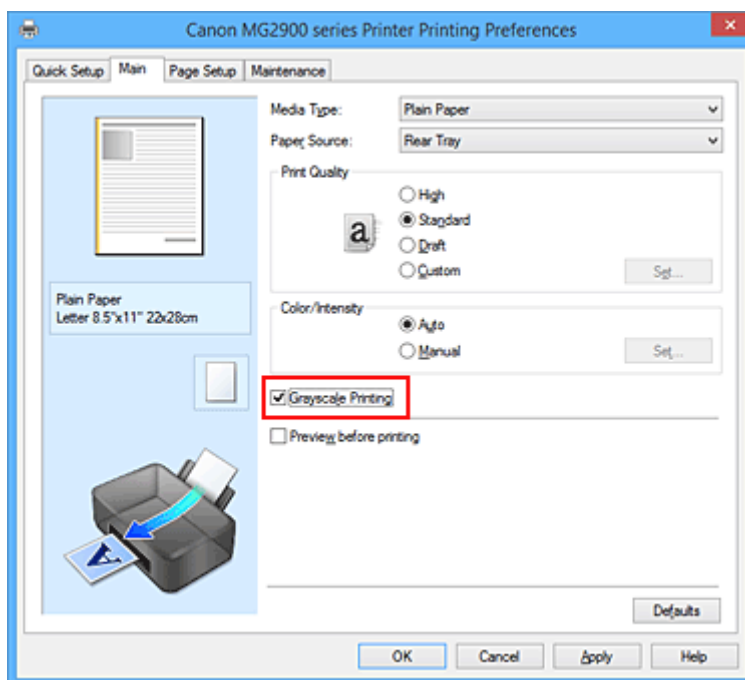 Canon MG2900 series Printer Printing Preferences
Quick Setup Main Page Setup Maintenance
Media Type: Plain Paper
Paper Source: Rear Tray
Print Quality
High
a
Standard
Draft
Custom Set...
Plain Paper
Letter 8.5"x11" 22x28cm
Color/Intensity
Auto
Manual Set...
Grayscale Printing
Preview before printing
A
Defaults
OK Cancel Apply Help